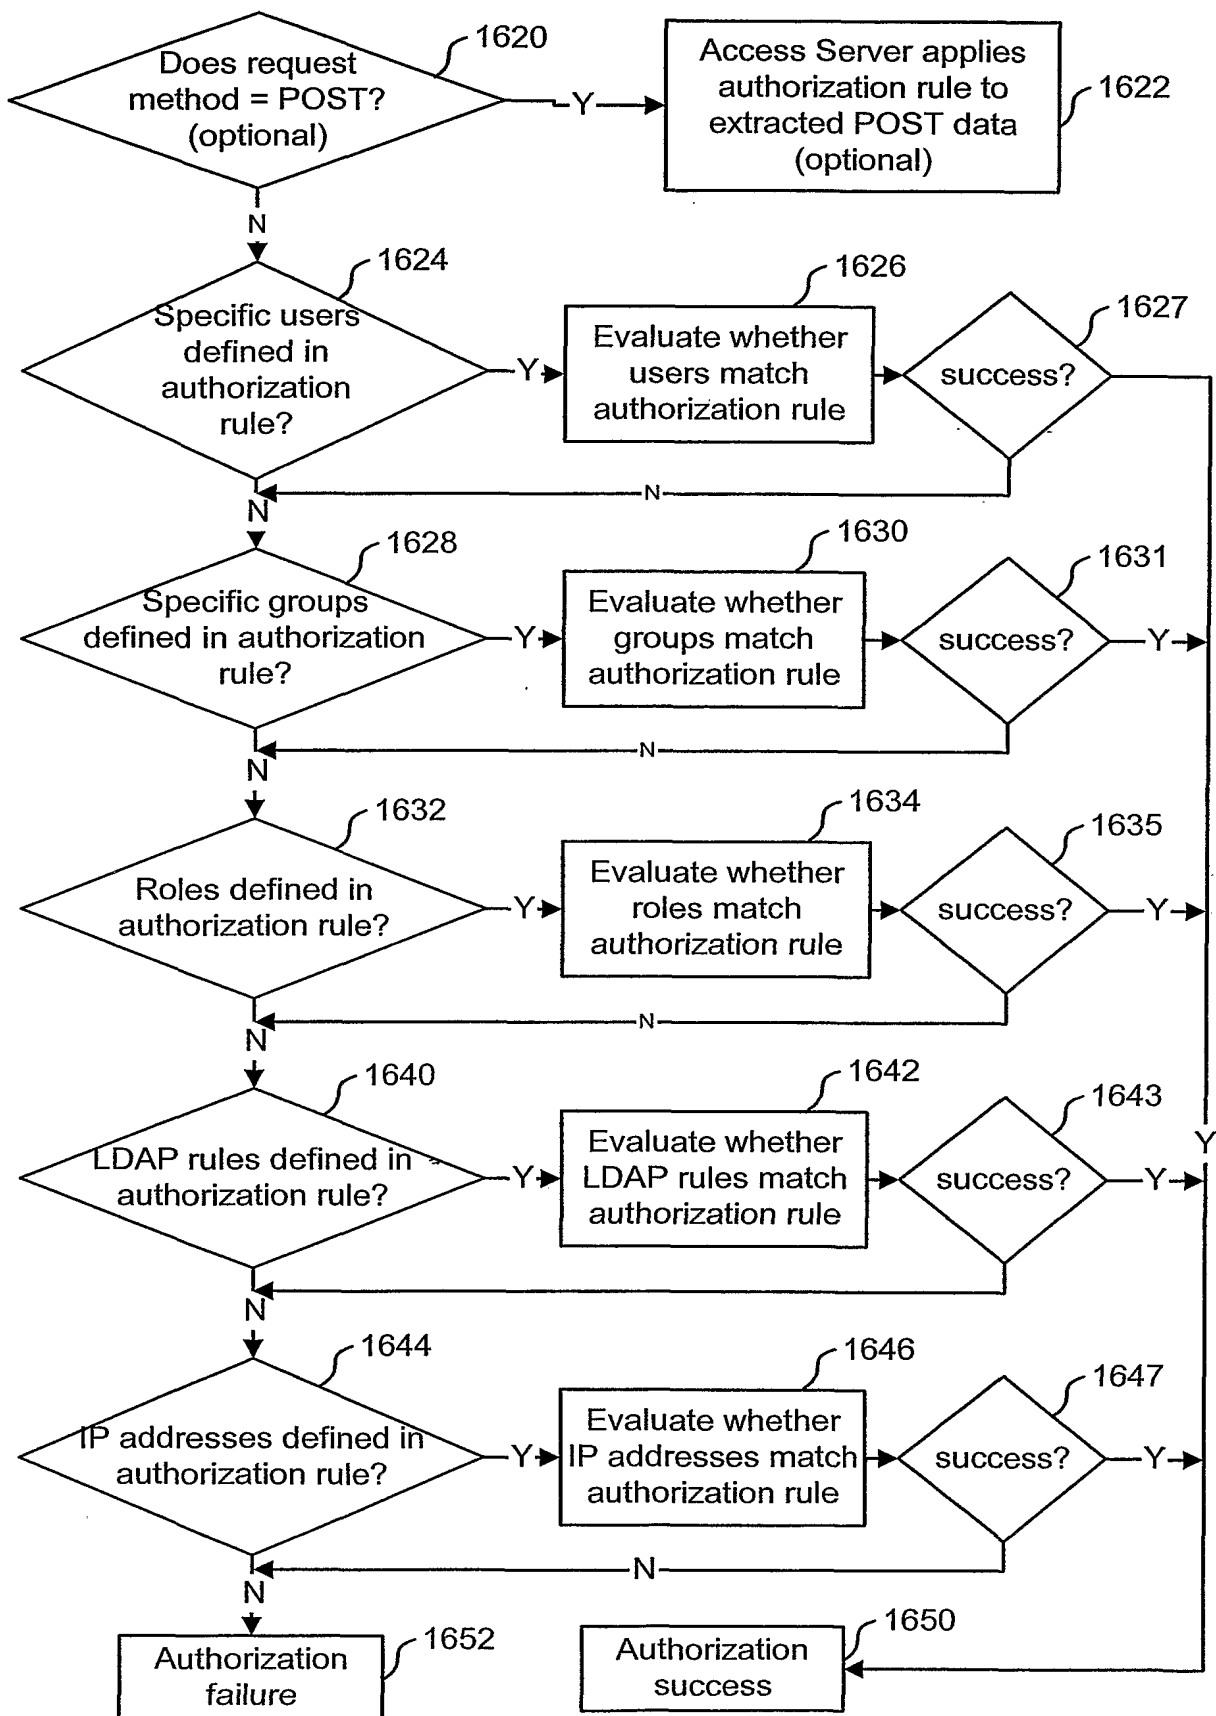 1620
Does request
method = POST?
(optional)
Y
Access Server applies
authorization rule to
extracted POST data
(optional)
1622
N
1624
Specific users
defined in
authorization
rule?
Y
1626
Evaluate whether
users match
authorization rule
1627
success?
N
N
1628
Specific groups
defined in authorization
rule?
Y
1630
Evaluate whether
groups match
authorization rule
1631
success?
Y
N
N
1632
Roles defined in
authorization rule?
Y
1634
Evaluate whether
roles match
authorization rule
1635
success?
Y
N
N
1640
LDAP rules defined in
authorization rule?
Y
1642
Evaluate whether
LDAP rules match
authorization rule
1643
success?
Y
Y
N
1644
IP addresses defined in
authorization rule?
Y
1646
Evaluate whether
IP addresses match
authorization rule
1647
success?
Y
N
N
1652
Authorization
failure
1650
Authorization
success